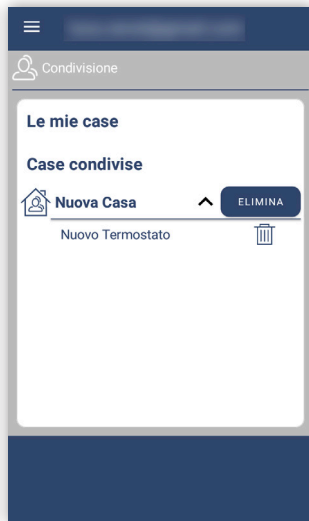 Condivisione
Le mie case
Case condivise
Nuova Casa ELIMINA
Nuovo Termostato